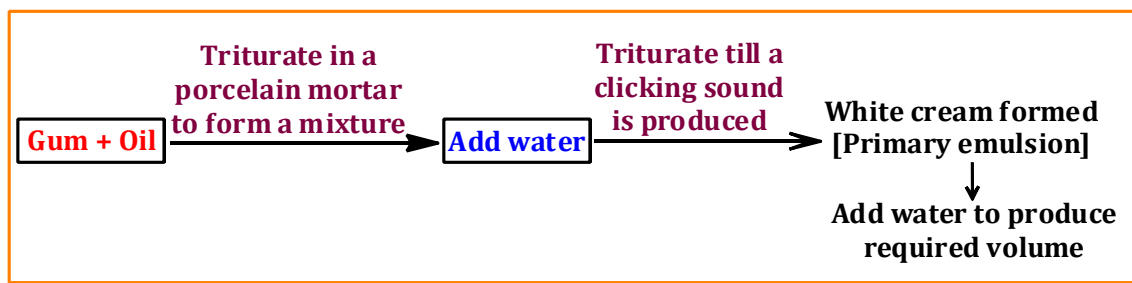 Gum + Oil
Triturate in a
porcelain mortar
to form a mixture
Add water
Triturate till a
clicking sound
is produced
White cream formed
[Primary emulsion]
Add water to produce
required volume